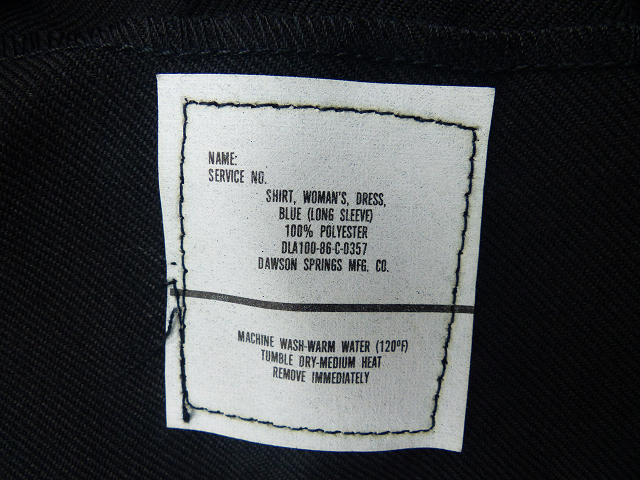 NAME:
SERVICE NO.
SHIRT, WOMAN'S, DRESS,
BLUE (LONG SLEEVE)
100% POLYESTER
DLA100-86-C-0357
DAWSON SPRINGS MFG. CO.
MACHINE WASH-WARM WATER (120ºF)
TUMBLE DRY-MEDIUM HEAT
REMOVE IMMEDIATELY